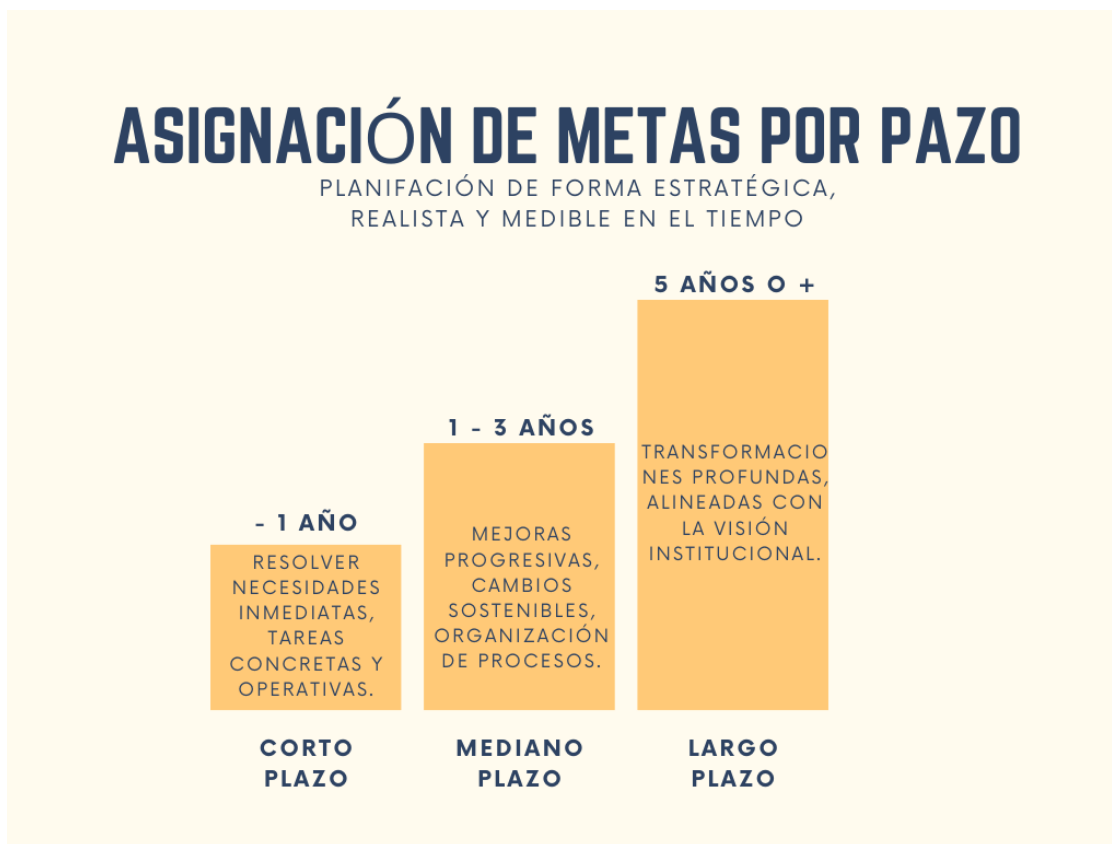 ASIGNACIÓN DE METAS POR PAZO
PLANIFACIÓN DE FORMA ESTRATÉGICA,
REALISTA Y MEDIBLE EN EL TIEMPO
- 1 AÑO
RESOLVER
NECESIDADES
INMEDIATAS,
TAREAS
CONCRETAS Y
OPERATIVAS.
CORTO
PLAZO
1 - 3 AÑOS
MEJORAS
PROGRESIVAS,
CAMBIOS
SOSTENIBLES,
ORGANIZACIÓN
DE PROCESOS.
MEDIANO
PLAZO
5 AÑOS O +
TRANSFORMACIO
NES PROFUNDAS,
ALINEADAS CON
LA VISIÓN
INSTITUCIONAL.
LARGO
PLAZO